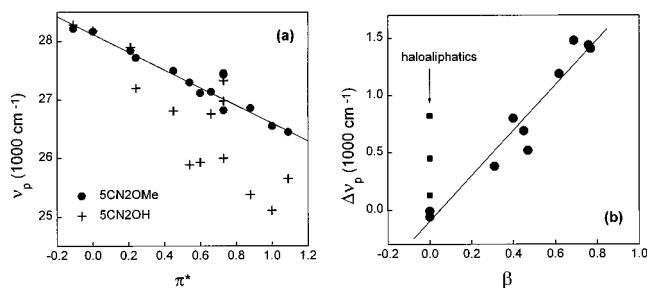 (a)
28
27
26
25
ν_p (1000 cm⁻¹)
5CN2OMe
5CN2OH
-0.2 0.0 0.2 0.4 0.6 0.8 1.0 1.2
π*
1.5
1.0
0.5
0.0
Δν_p (1000 cm⁻¹)
haloaliphatics
(b)
0.0 0.2 0.4 0.6 0.8 1.0
β